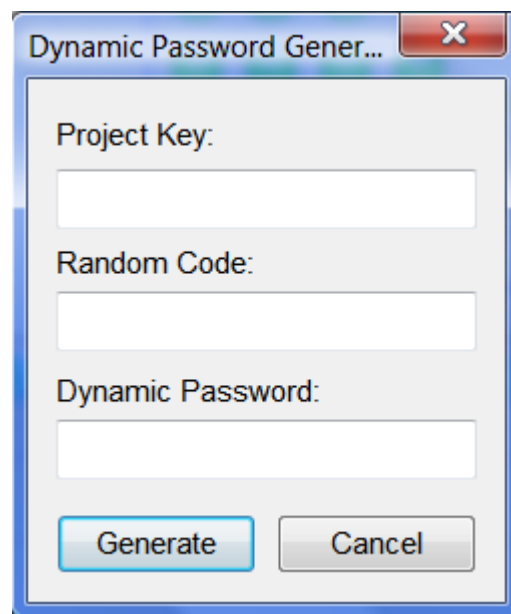 Dynamic Password Gener...
Project Key:
Random Code:
Dynamic Password:
Generate Cancel